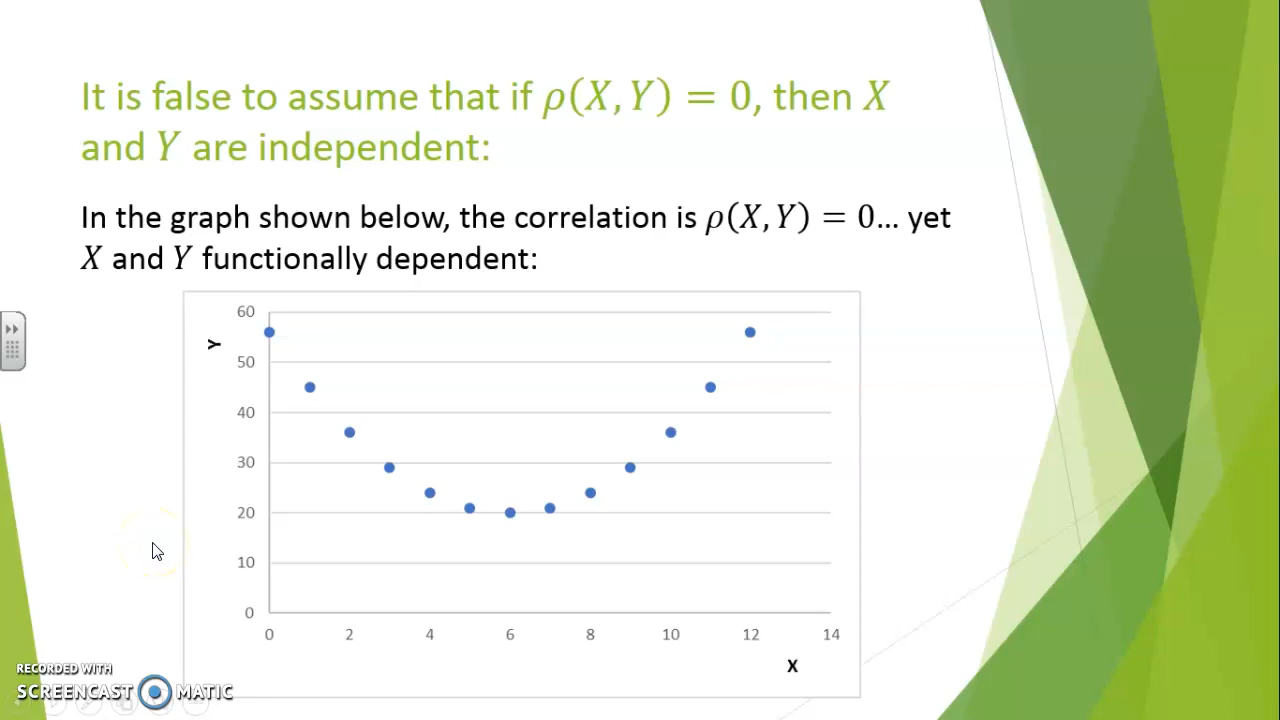 It is false to assume that if ρ(X, Y) = 0, then X
and Y are independent:
In the graph shown below, the correlation is ρ(X, Y) = 0... yet
X and Y functionally dependent:
60
Y
50
40
30
20
10
0
0 2 4 6 8 10 12 14
X
RECORDED WITH
SCREENCAST MATIC